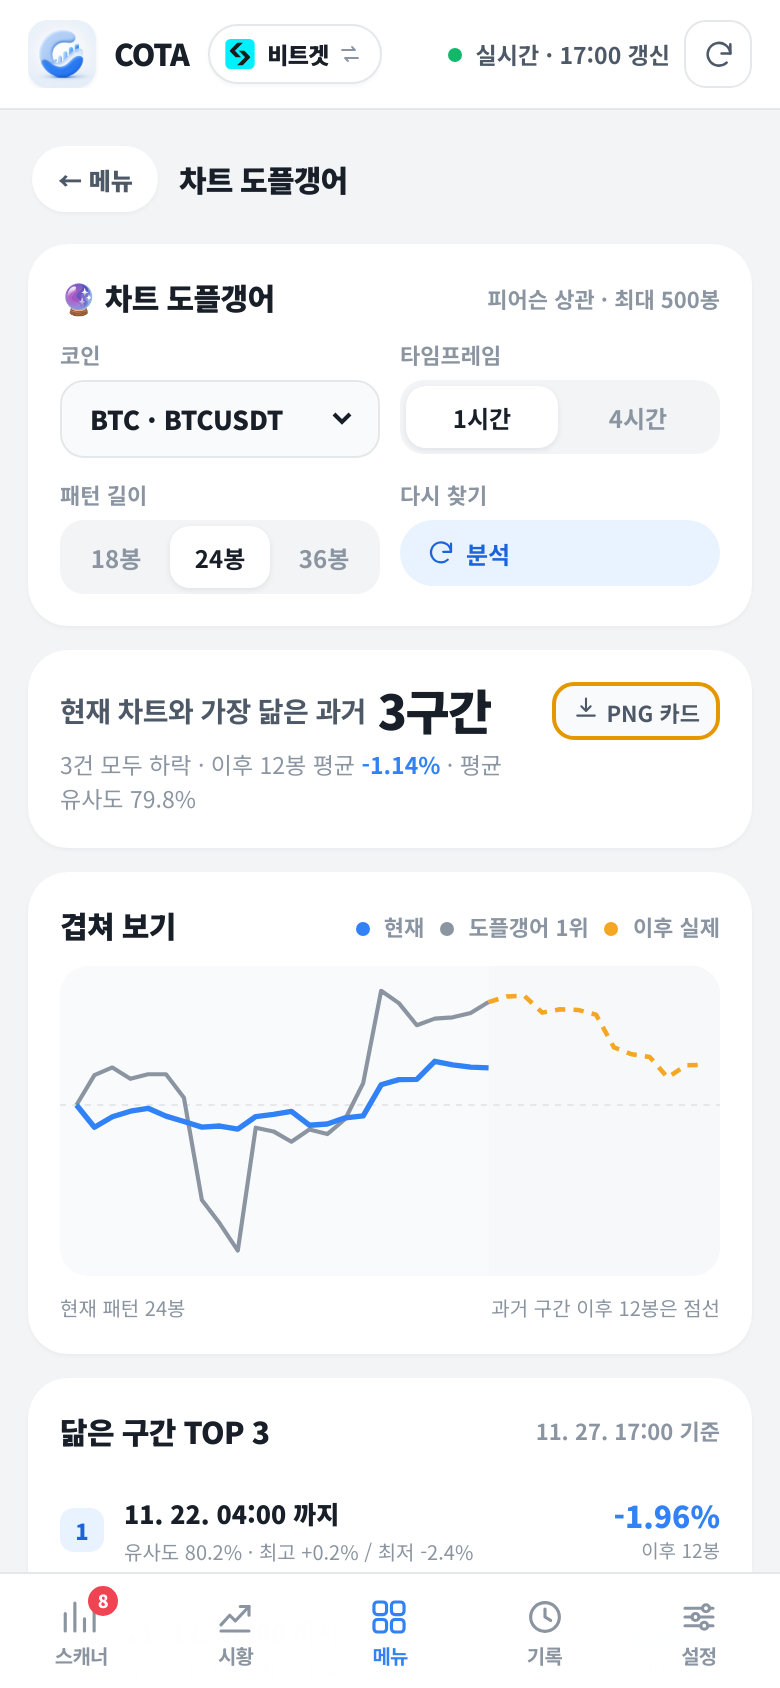 COTA 비트겟 실시간 · 17:00 갱신
← 메뉴 차트 도플갱어
차트 도플갱어 피어슨 상관 · 최대 500봉
코인 타임프레임
BTC · BTCUSDT 1시간 4시간
패턴 길이 다시 찾기
18봉 24봉 36봉 분석
현재 차트와 가장 닮은 과거 3구간 PNG 카드
3건 모두 하락 · 이후 12봉 평균 -1.14% · 평균
유사도 79.8%
겹쳐 보기 현재 도플갱어 1위 이후 실제
현재 패턴 24봉 과거 구간 이후 12봉은 점선
닮은 구간 TOP 3 11. 27. 17:00 기준
1 11. 22. 04:00 까지 -1.96%
유사도 80.2% · 최고 +0.2% / 최저 -2.4% 이후 12봉
8
스캐너 시황 메뉴 기록 설정